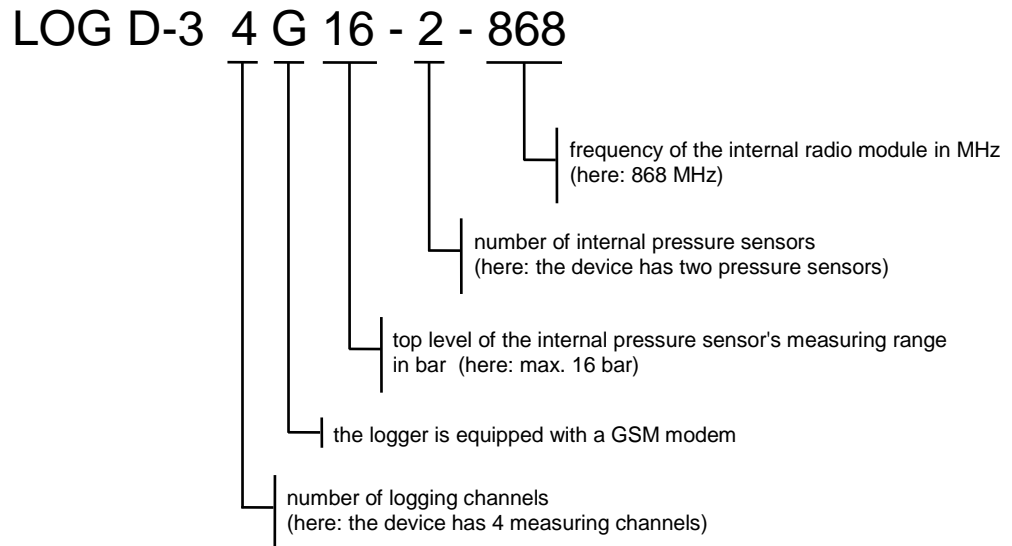 LOG D-3 4 G 16 - 2 - 868
frequency of the internal radio module in MHz
(here: 868 MHz)
number of internal pressure sensors
(here: the device has two pressure sensors)
top level of the internal pressure sensor's measuring range
in bar (here: max. 16 bar)
the logger is equipped with a GSM modem
number of logging channels
(here: the device has 4 measuring channels)